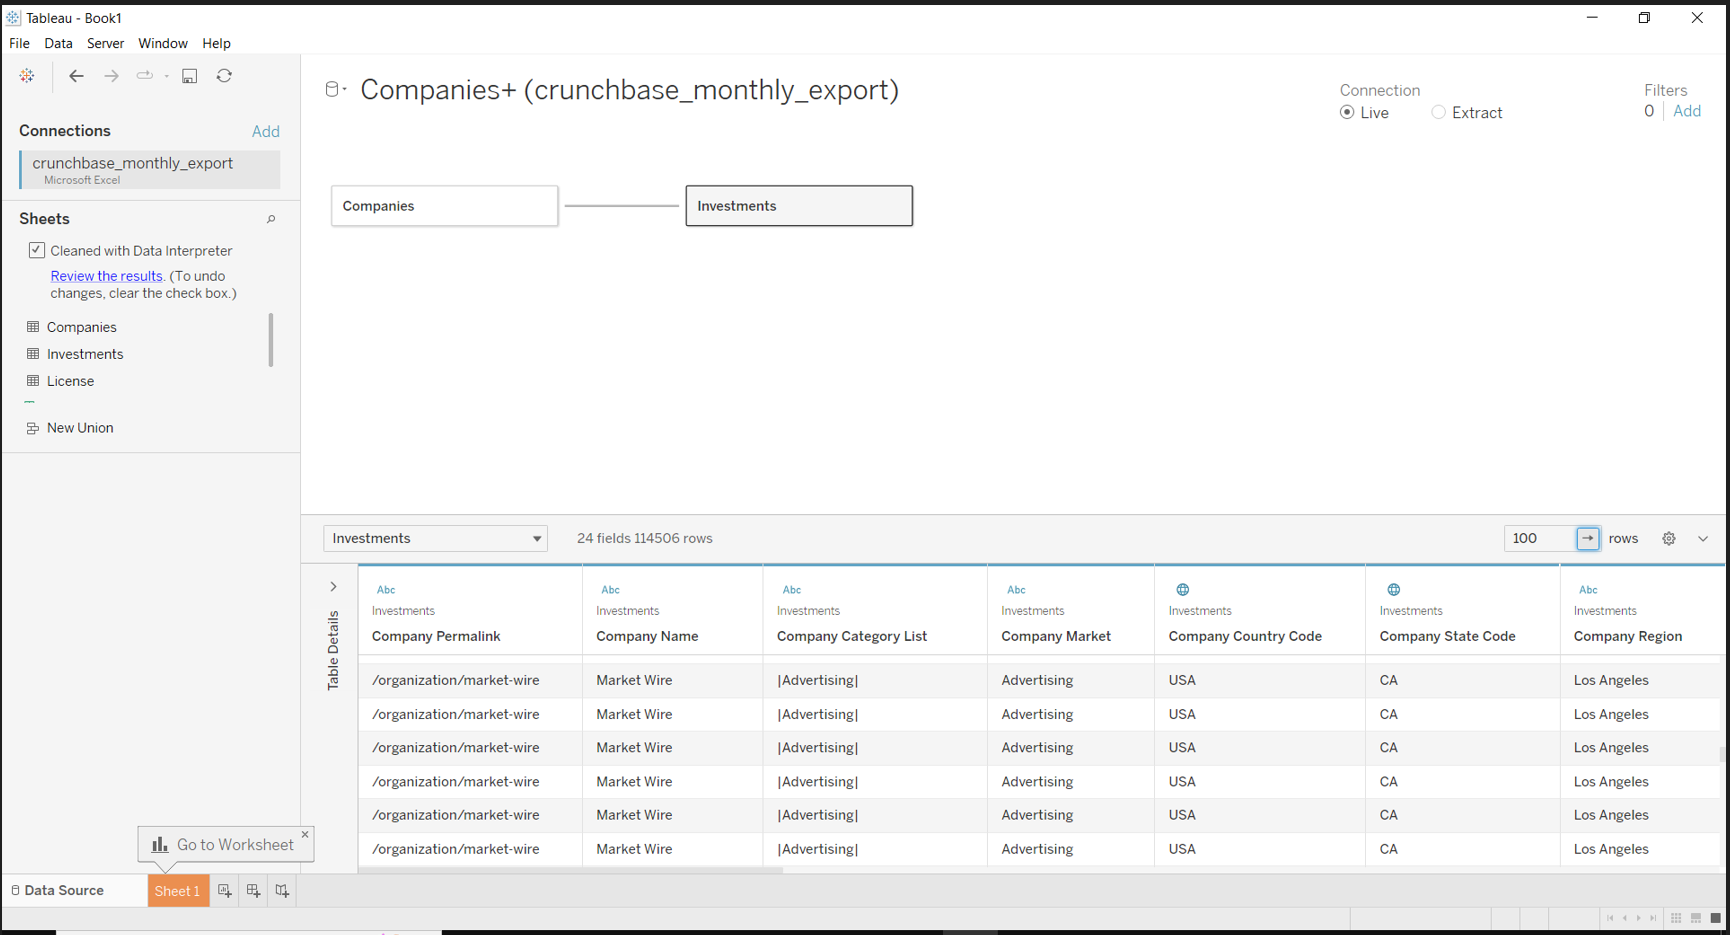 Tableau - Book1
File Data Server Window Help
Connections Add
crunchbase_monthly_export
Microsoft Excel
Sheets
Cleaned with Data Interpreter
Review the results. (To undo
changes, clear the check box.)
Companies
Investments
License
New Union
Companies+ (crunchbase_monthly_export)
Connection
Live Extract
Filters
0 Add
Companies
Investments
Investments 24 fields 114506 rows 100 rows
Table Details
Abc Abc Abc Abc Abc
Investments Investments Investments Investments Investments Investments Investments
Company Permalink Company Name Company Category List Company Market Company Country Code Company State Code Company Region
/organization/market-wire Market Wire |Advertising| Advertising USA CA Los Angeles
/organization/market-wire Market Wire |Advertising| Advertising USA CA Los Angeles
/organization/market-wire Market Wire |Advertising| Advertising USA CA Los Angeles
/organization/market-wire Market Wire |Advertising| Advertising USA CA Los Angeles
/organization/market-wire Market Wire |Advertising| Advertising USA CA Los Angeles
/organization/market-wire Market Wire |Advertising| Advertising USA CA Los Angeles
Go to Worksheet
Data Source Sheet 1